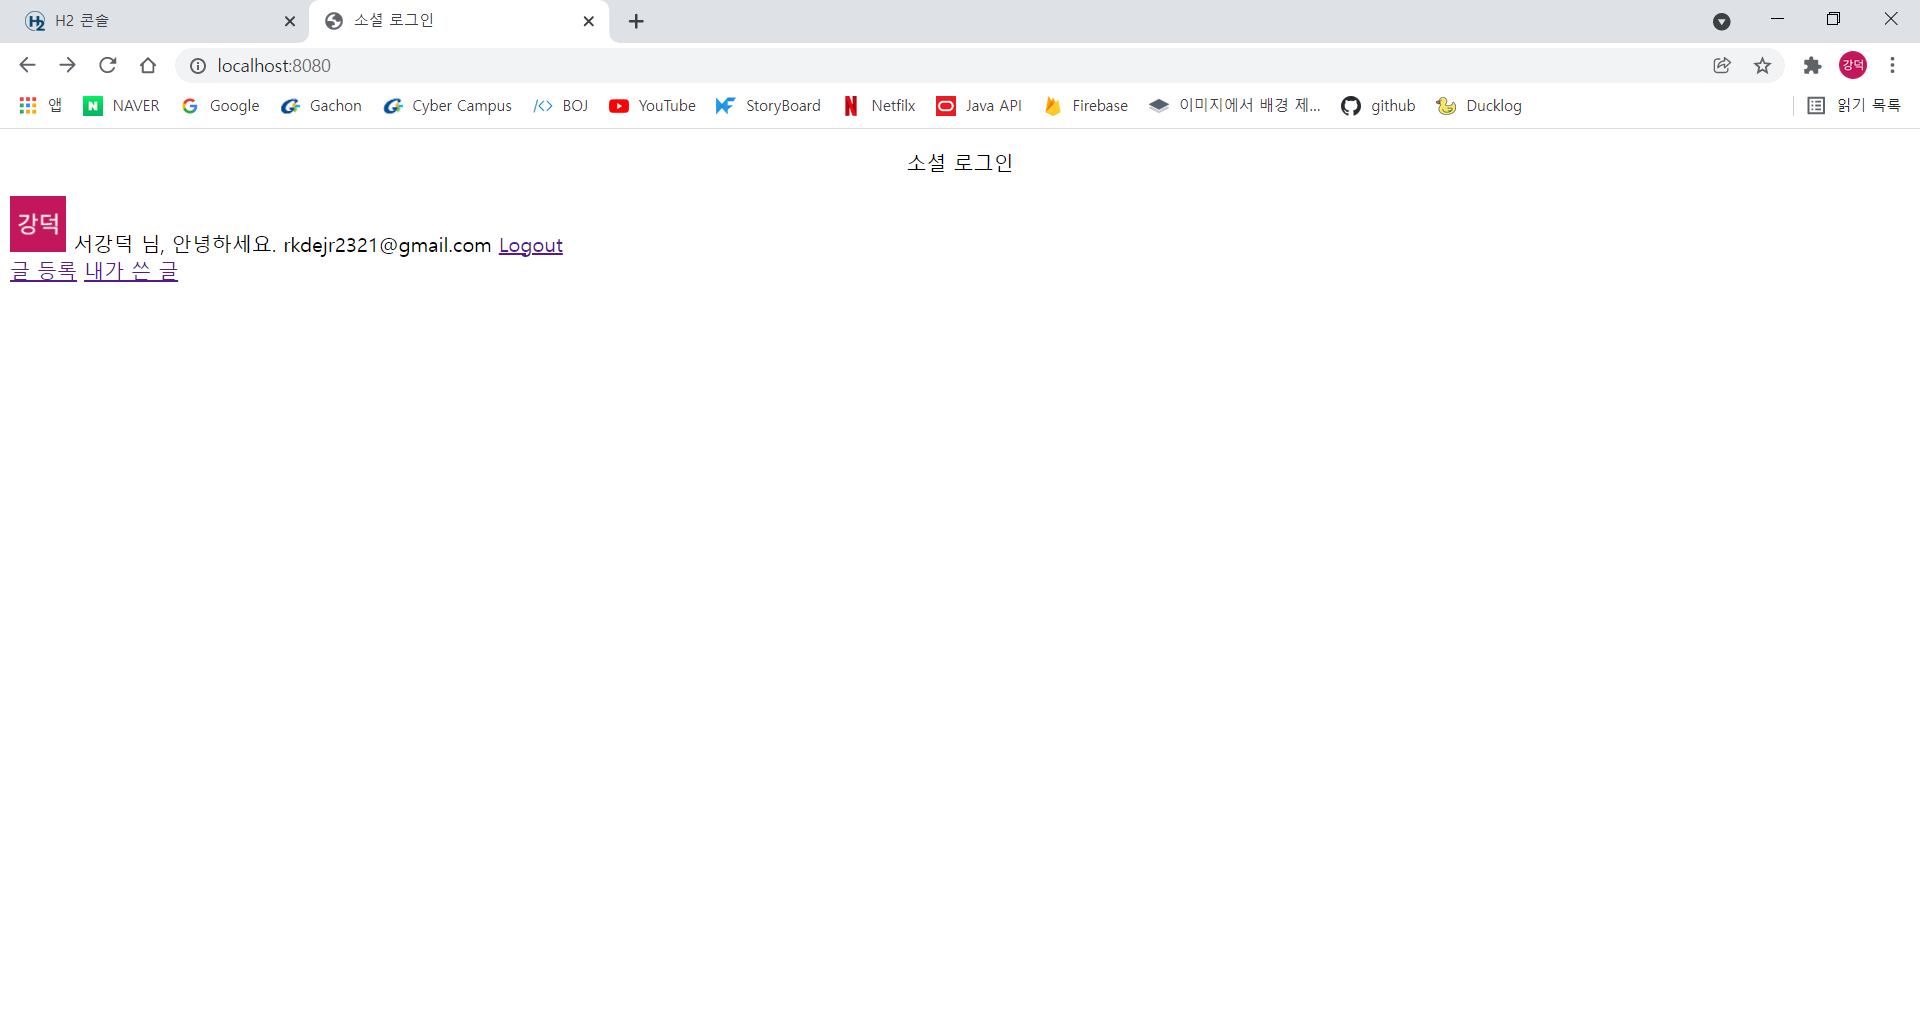 H2 콘솔
소셜 로그인
localhost:8080
강덕
앱 NAVER Google Gachon Cyber Campus BOJ YouTube StoryBoard Netfilx Java API Firebase 이미지에서 배경 제... github Ducklog 읽기 목록
소셜 로그인
강덕 서강덕 님, 안녕하세요. rkdejr2321@gmail.com Logout
글 등록 내가 쓴 글